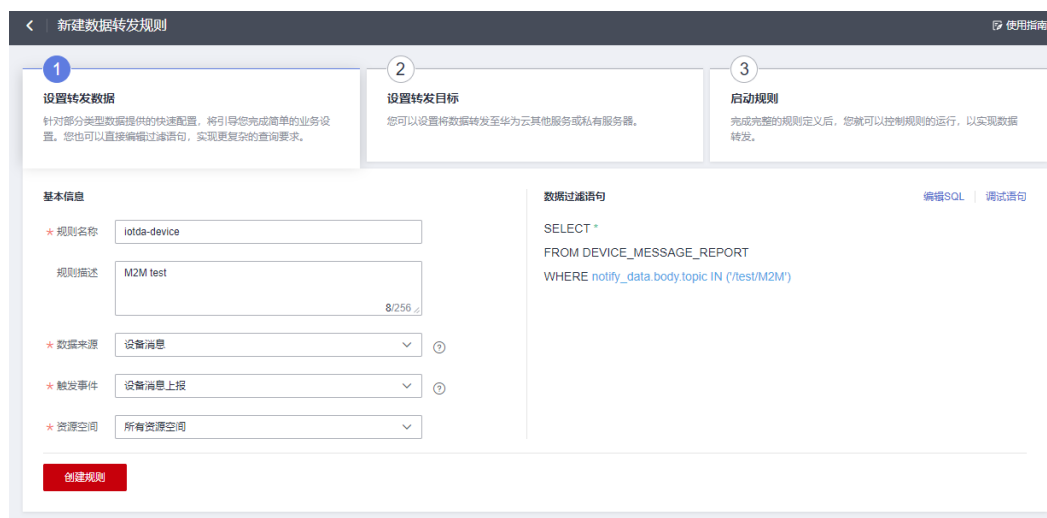 新建数据转发规则
使用指南
1
设置转发数据
针对部分类型数据提供的快速配置，将引导您完成简单的业务设
置。您也可以直接编辑过滤语句，实现更复杂的查询要求。
2
设置转发目标
您可以设置将数据转发至华为云其他服务或私有服务器。
3
启动规则
完成完整的规则定义后，您就可以控制规则的运行，以实现数据
转发。
基本信息
* 规则名称 iotda-device
规则描述 M2M test
8/256
* 数据来源 设备消息
* 触发事件 设备消息上报
* 资源空间 所有资源空间
创建规则
数据过滤语句
编辑SQL 调试语句
SELECT *
FROM DEVICE_MESSAGE_REPORT
WHERE notify_data.body.topic IN ('/test/M2M')